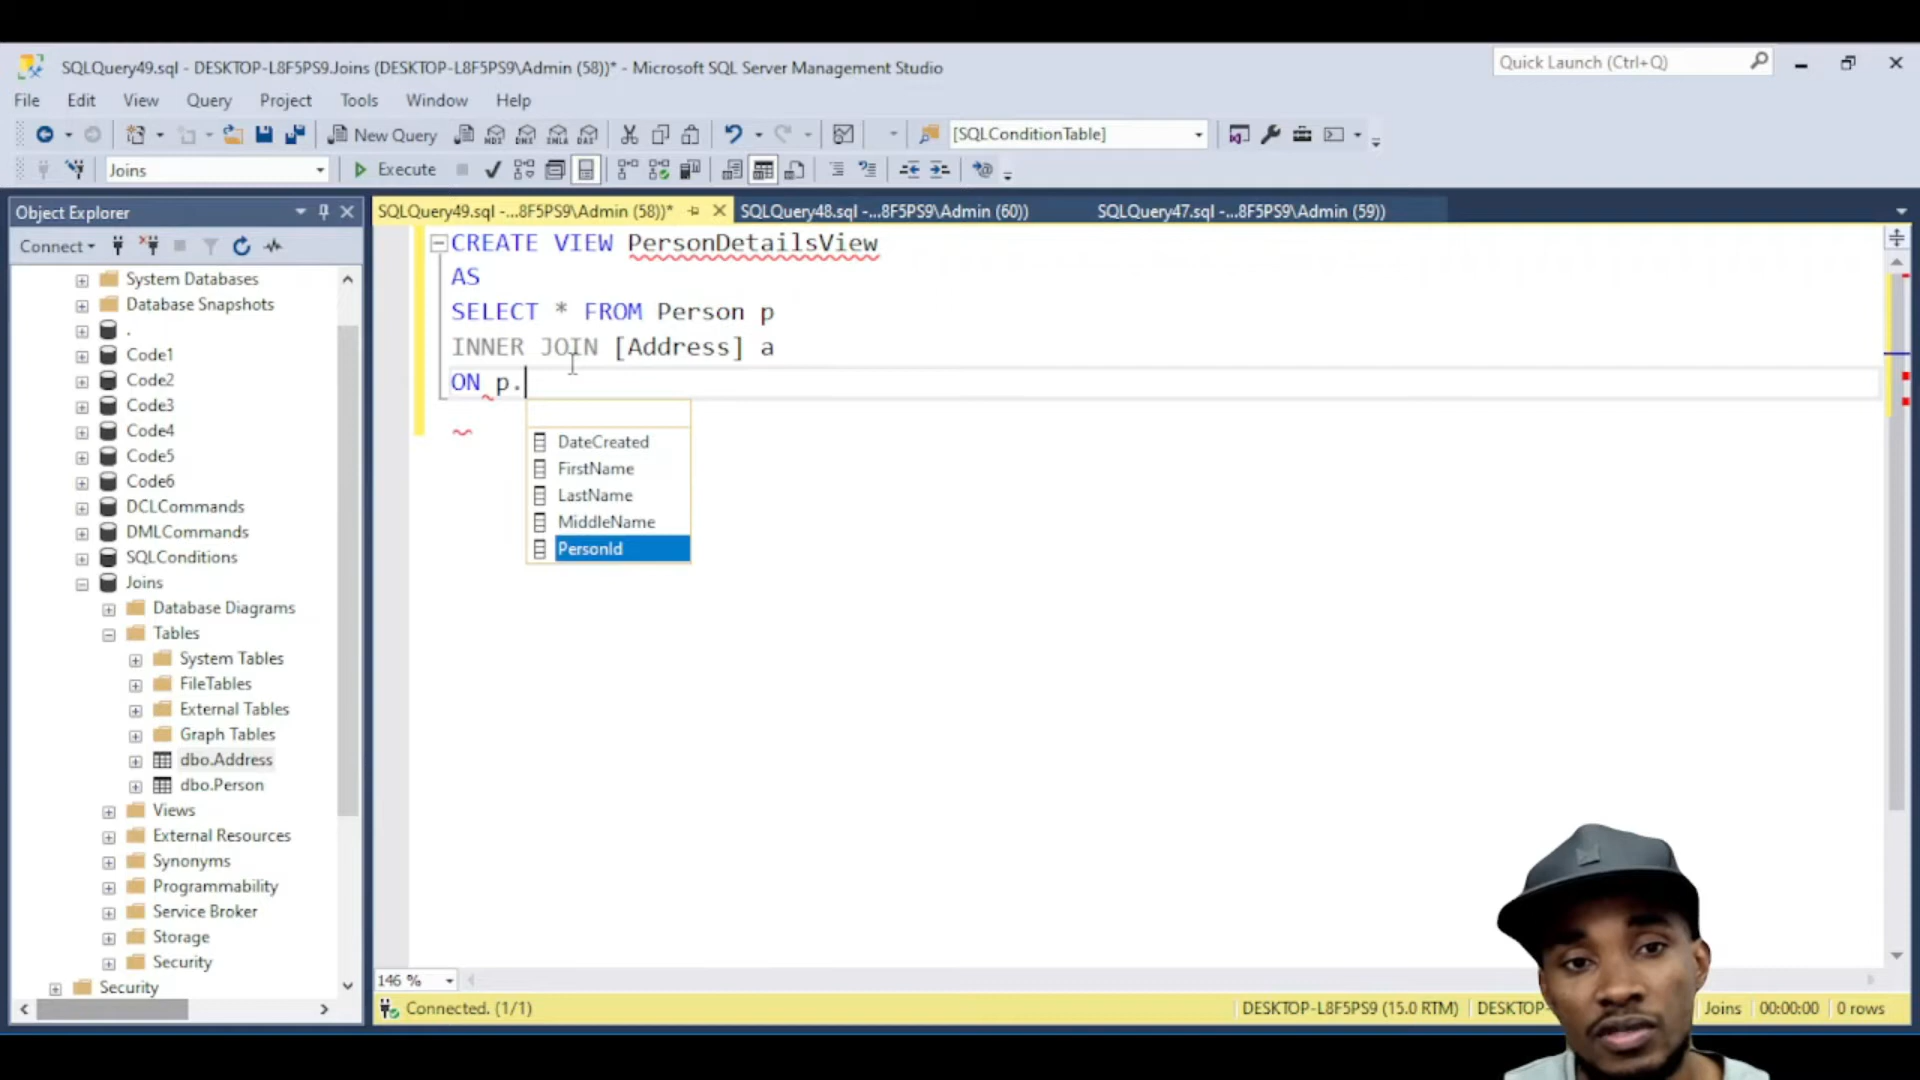 SQLQuery49.sql - DESKTOP-L8F5PS9.Joins (DESKTOP-L8F5PS9\Admin (58))* - Microsoft SQL Server Management Studio
Quick Launch (Ctrl+Q)
File Edit View Query Project Tools Window Help
New Query
[SQLConditionTable]
Joins
Execute
Object Explorer
SQLQuery49.sql -...8F5PS9\Admin (58))*
SQLQuery48.sql -...8F5PS9\Admin (60))
SQLQuery47.sql -...8F5PS9\Admin (59))
Connect
System Databases
Database Snapshots
.
Code1
Code2
Code3
Code4
Code5
Code6
DCLCommands
DMLCommands
SQLConditions
Joins
Database Diagrams
Tables
System Tables
FileTables
External Tables
Graph Tables
dbo.Address
dbo.Person
Views
External Resources
Synonyms
Programmability
Service Broker
Storage
Security
Security
CREATE VIEW PersonDetailsView
AS
SELECT * FROM Person p
INNER JOIN [Address] a
ON p.
DateCreated
FirstName
LastName
MiddleName
PersonId
146 %
Connected. (1/1)
DESKTOP-L8F5PS9 (15.0 RTM)
DESKTOP-
Joins
00:00:00
0 rows